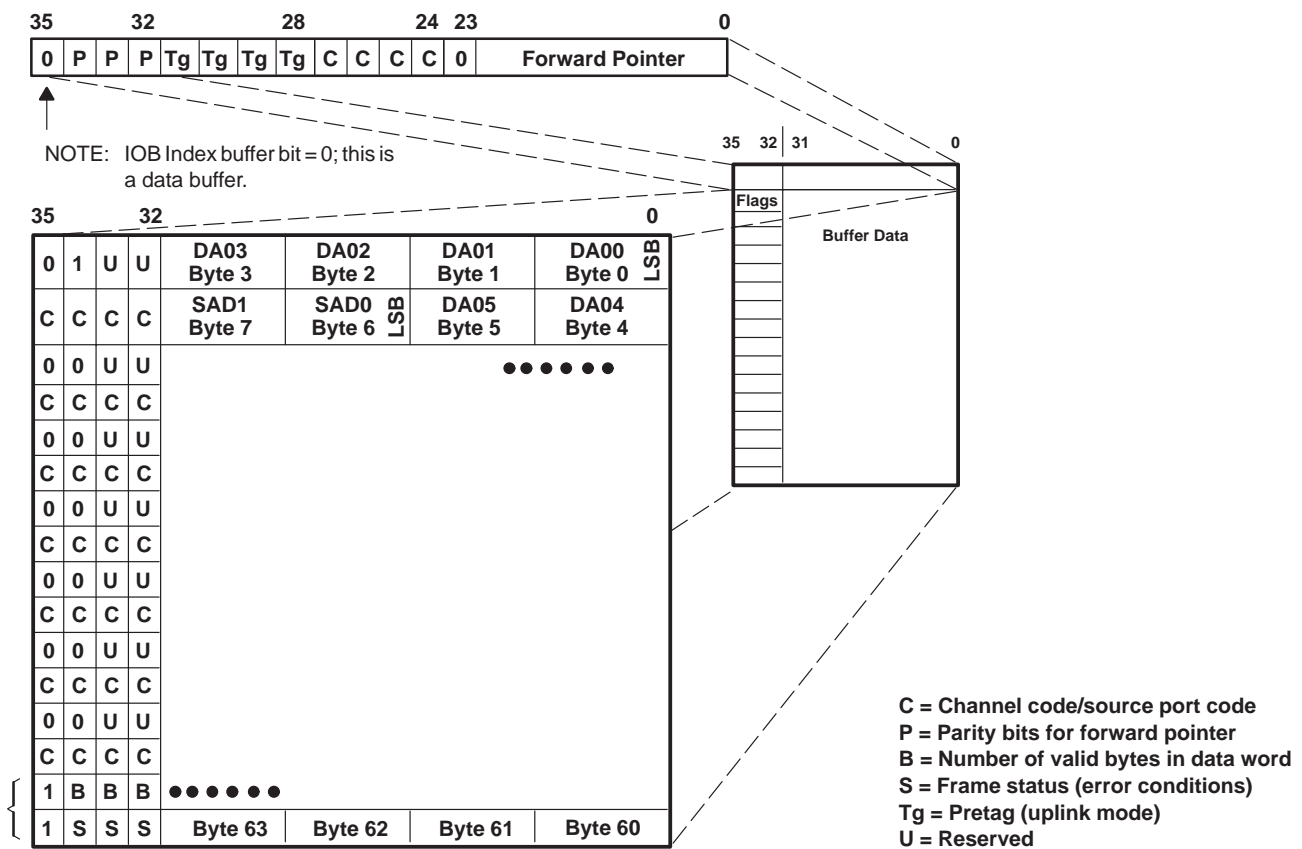 35 32 28 24 23 0
0 P P P Tg Tg Tg Tg C C C C 0 Forward Pointer
NOTE: IOB Index buffer bit = 0; this is
a data buffer.
35 32 31 0
Flags
Buffer Data
35 32 0
0 1 U U DA03 DA02 DA01 DA00 LSB
Byte 3 Byte 2 Byte 1 Byte 0
C C C C SAD1 SAD0 LSB DA05 DA04
Byte 7 Byte 6 Byte 5 Byte 4
0 0 U U
C C C C
0 0 U U
C C C C
0 0 U U
C C C C
0 0 U U
C C C C
0 0 U U
C C C C
0 0 U U
C C C C
1 B B B
1 S S S Byte 63 Byte 62 Byte 61 Byte 60
C = Channel code/source port code
P = Parity bits for forward pointer
B = Number of valid bytes in data word
S = Frame status (error conditions)
Tg = Pretag (uplink mode)
U = Reserved